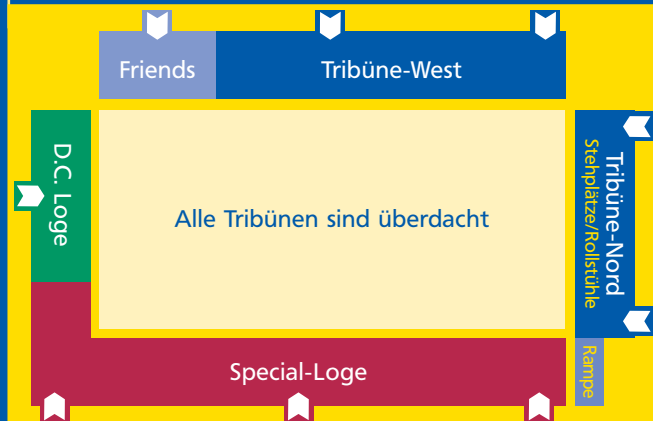 Friends
Tribüne-West
D.C. Loge
Alle Tribünen sind überdacht
Tribüne-Nord
Stehplätze/Rollstühle
Special-Loge
Rampe